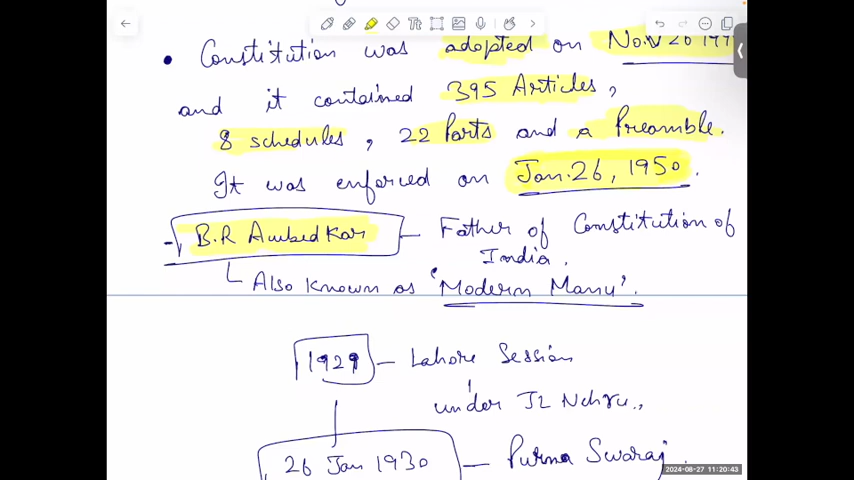 • Constitution was adopted on Nov 26 19
and it contained 395 Articles,
8 schedules, 22 Parts and a Preamble.
It was enforced on Jan. 26, 1950.
B.R Ambedkar — Father of Constitution of
India.
Also known as 'Modern Manu'.
1929 — Lahore Session
under JL Nehru.,
26 Jan 1930 — Purna Swaraj.
2024-08-27 11:20:43